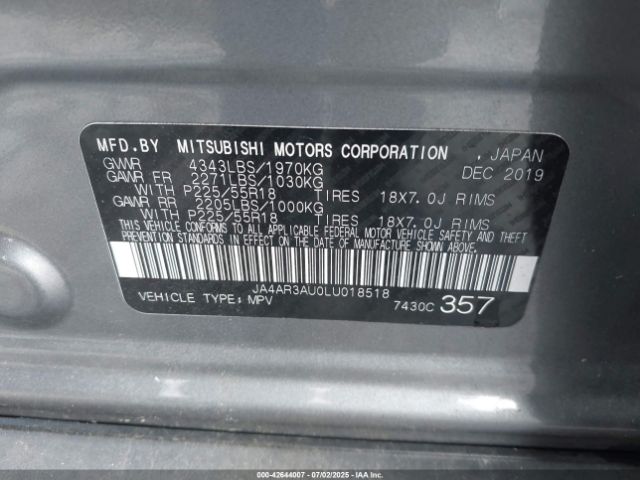 MFD.BY MITSUBISHI MOTORS CORPORATION , JAPAN
GVWR 4343LBS/1970KG DEC 2019
GAWR FR 2271LBS/1030KG
WITH P225/55R18 TIRES 18X7.0J RIMS
GAWR RR 2205LBS/1000KG
WITH P225/55R18 TIRES 18X7.0J RIMS
THIS VEHICLE CONFORMS TO ALL APPLICABLE FEDERAL MOTOR VEHICLE SAFETY AND THEFT
PREVENTION STANDARDS IN EFFECT ON THE DATE OF MANUFACTURE SHOWN ABOVE.
JA4AR3AU0LU018518
VEHICLE TYPE:MPV 7430C 357
000-42644007 - 07/02/2025 - IAAI.COM